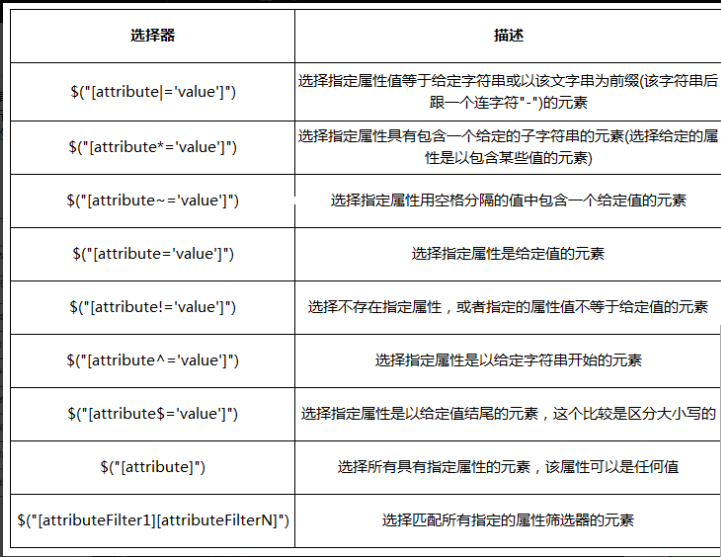 选择器
描述
$("[attribute|='value']")
选择指定属性值等于给定字符串或以该文字串为前缀(该字符串后
跟一个连字符"-")的元素
$("[attribute*='value']")
选择指定属性具有包含一个给定的子字符串的元素(选择给定的属
性是以包含某些值的元素)
$("[attribute~='value']")
选择指定属性用空格分隔的值中包含一个给定值的元素
$("[attribute='value']")
选择指定属性是给定值的元素
$("[attribute!='value']")
选择不存在指定属性，或者指定的属性值不等于给定值的元素
$("[attribute^='value']")
选择指定属性是以给定字符串开始的元素
$("[attribute$='value']")
选择指定属性是以给定值结尾的元素，这个比较是区分大小写的
$("[attribute]")
选择所有具有指定属性的元素，该属性可以是任何值
$("[attributeFilter1][attributeFilterN]")
选择匹配所有指定的属性筛选器的元素